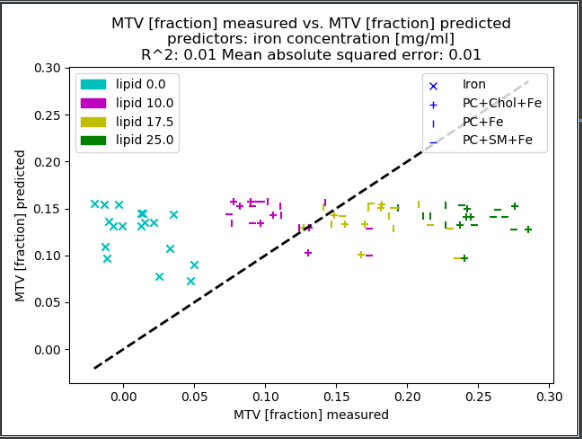 MTV [fraction] measured vs. MTV [fraction] predicted
predictors: iron concentration [mg/ml]
R^2: 0.01 Mean absolute squared error: 0.01
lipid 0.0
lipid 10.0
lipid 17.5
lipid 25.0
Iron
PC+Chol+Fe
PC+Fe
PC+SM+Fe
MTV [fraction] predicted
0.30
0.25
0.20
0.15
0.10
0.05
0.00
0.00 0.05 0.10 0.15 0.20 0.25 0.30
MTV [fraction] measured